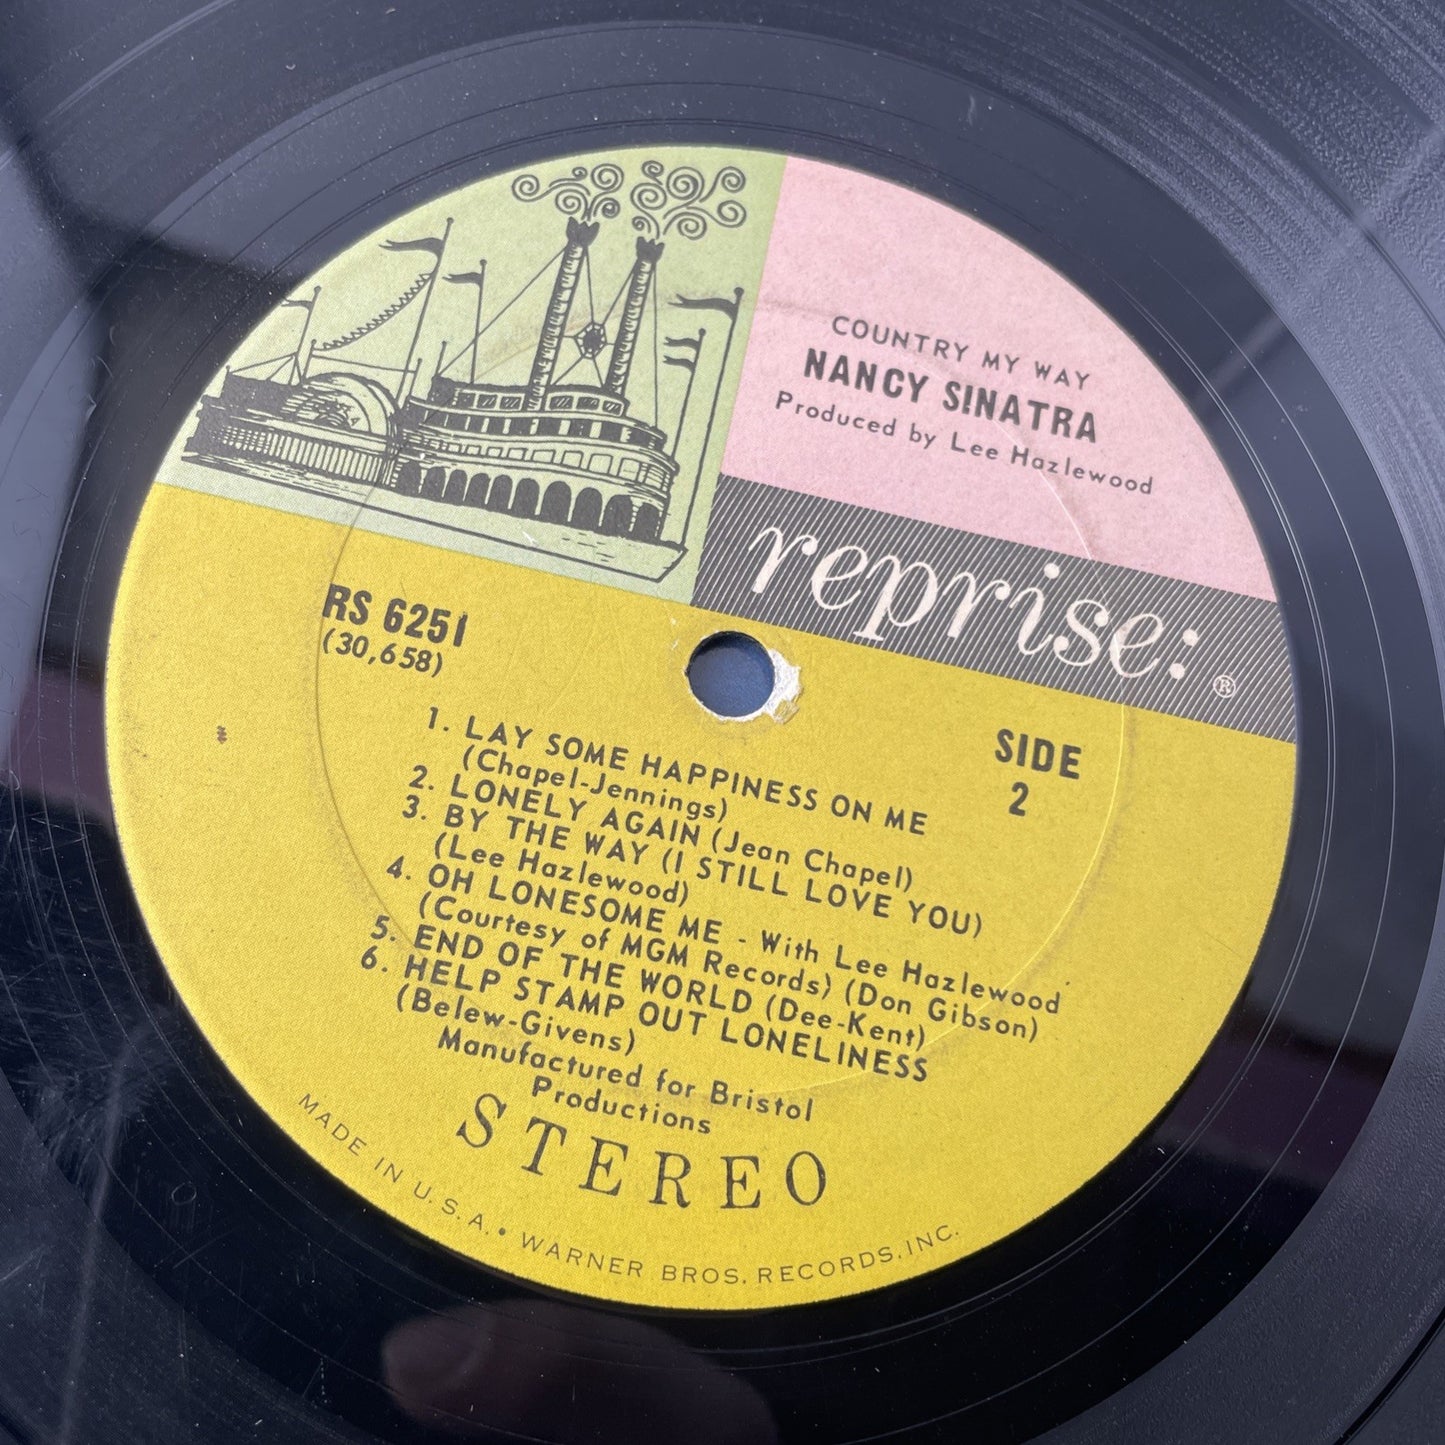 COUNTRY MY WAY
NANCY SINATRA
Produced by Lee Hazlewood
reprise: ®
RS 6251
(30,658)
SIDE
2
1. LAY SOME HAPPINESS ON ME
(Chapel-Jennings)
2. LONELY AGAIN (Jean Chapel)
3. BY THE WAY (I STILL LOVE YOU)
(Lee Hazlewood)
4. OH LONESOME ME - With Lee Hazlewood
(Courtesy of MGM Records) (Don Gibson)
5. END OF THE WORLD (Dee-Kent)
6. HELP STAMP OUT LONELINESS
(Belew-Givens)
Manufactured for Bristol
Productions
STEREO
MADE IN U.S.A. • WARNER BROS. RECORDS, INC.